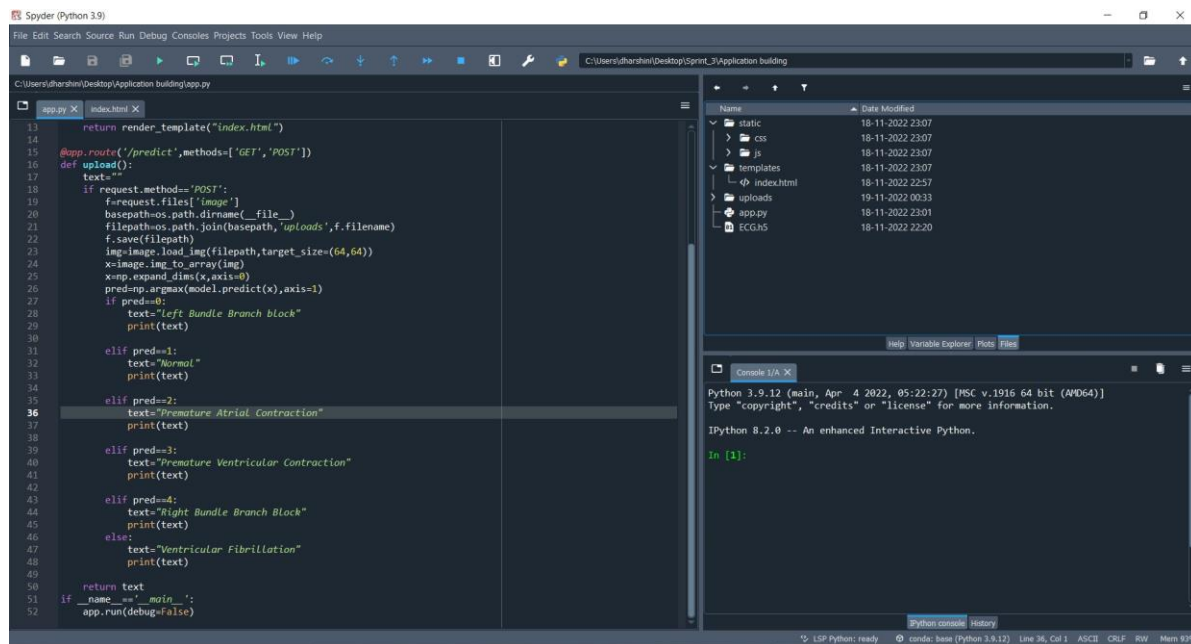 Spyder (Python 3.9)
File Edit Search Source Run Debug Consoles Projects Tools View Help
C:\Users\dharshini\Desktop\Sprint_3\Application building
C:\Users\dharshini\Desktop\Application building\app.py
app.py X index.html X
13 return render_template("index.html")
14
15 @app.route('/predict',methods=['GET','POST'])
16 def upload():
17 text=""
18 if request.method=='POST':
19 f=request.files['image']
20 basepath=os.path.dirname(__file__)
21 filepath=os.path.join(basepath,'uploads',f.filename)
22 f.save(filepath)
23 img=image.load_img(filepath,target_size=(64,64))
24 x=image.img_to_array(img)
25 x=np.expand_dims(x,axis=0)
26 pred=np.argmax(model.predict(x),axis=1)
27 if pred==0:
28 text="left Bundle Branch block"
29 print(text)
30
31 elif pred==1:
32 text="Normal"
33 print(text)
34
35 elif pred==2:
36 text="Premature Atrial Contraction"
37 print(text)
38
39 elif pred==3:
40 text="Premature Ventricular Contraction"
41 print(text)
42
43 elif pred==4:
44 text="Right Bundle Branch Block"
45 print(text)
46 else:
47 text="Ventricular Fibrillation"
48 print(text)
49
50 return text
51 if __name__=='__main__':
52 app.run(debug=False)
Name Date Modified
static 18-11-2022 23:07
css 18-11-2022 23:07
js 18-11-2022 23:07
templates 18-11-2022 23:07
index.html 18-11-2022 22:57
uploads 19-11-2022 00:33
app.py 18-11-2022 23:01
ECG.h5 18-11-2022 22:20
Help Variable Explorer Plots Files
Console 1/A X
Python 3.9.12 (main, Apr 4 2022, 05:22:27) [MSC v.1916 64 bit (AMD64)]
Type "copyright", "credits" or "license" for more information.
IPython 8.2.0 -- An enhanced Interactive Python.
In [1]:
IPython console History
LSP Python: ready conda: base (Python 3.9.12) Line 36, Col 1 ASCII CRLF RW Mem 93%